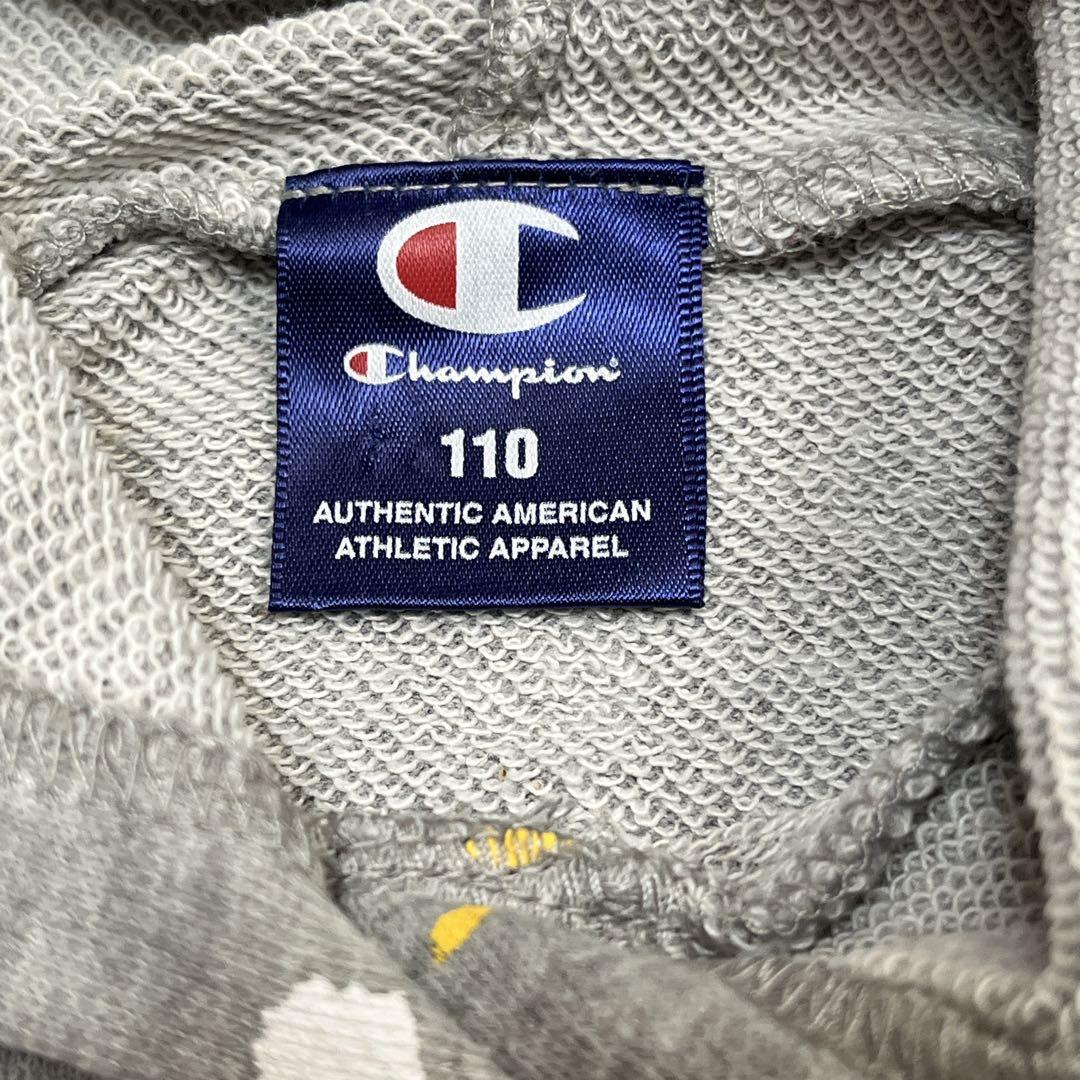 Champion
110
AUTHENTIC AMERICAN
ATHLETIC APPAREL